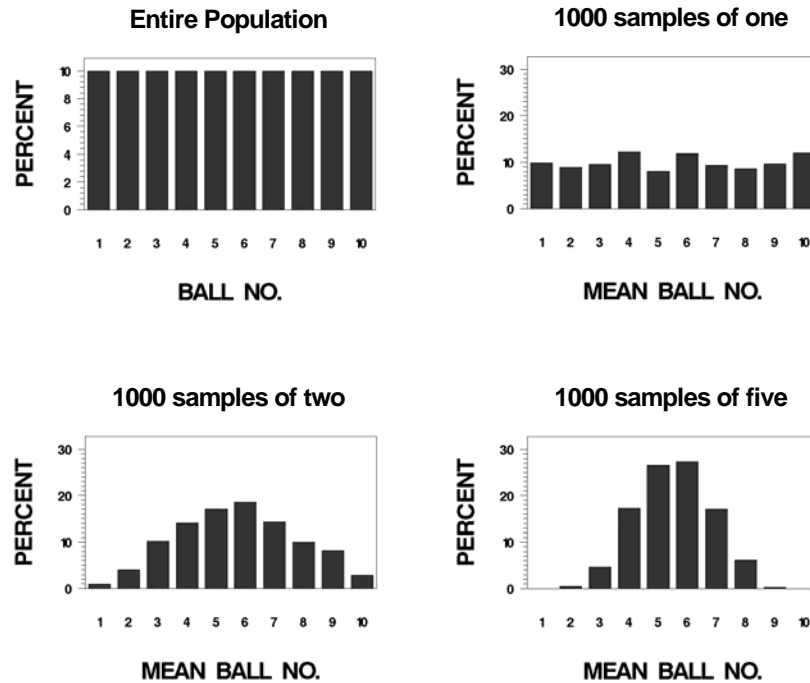 Entire Population
PERCENT
10
8
6
4
2
0
1 2 3 4 5 6 7 8 9 10
BALL NO.
1000 samples of one
PERCENT
30
20
10
0
1 2 3 4 5 6 7 8 9 10
MEAN BALL NO.
1000 samples of two
PERCENT
30
20
10
0
1 2 3 4 5 6 7 8 9 10
MEAN BALL NO.
1000 samples of five
PERCENT
30
20
10
0
1 2 3 4 5 6 7 8 9 10
MEAN BALL NO.